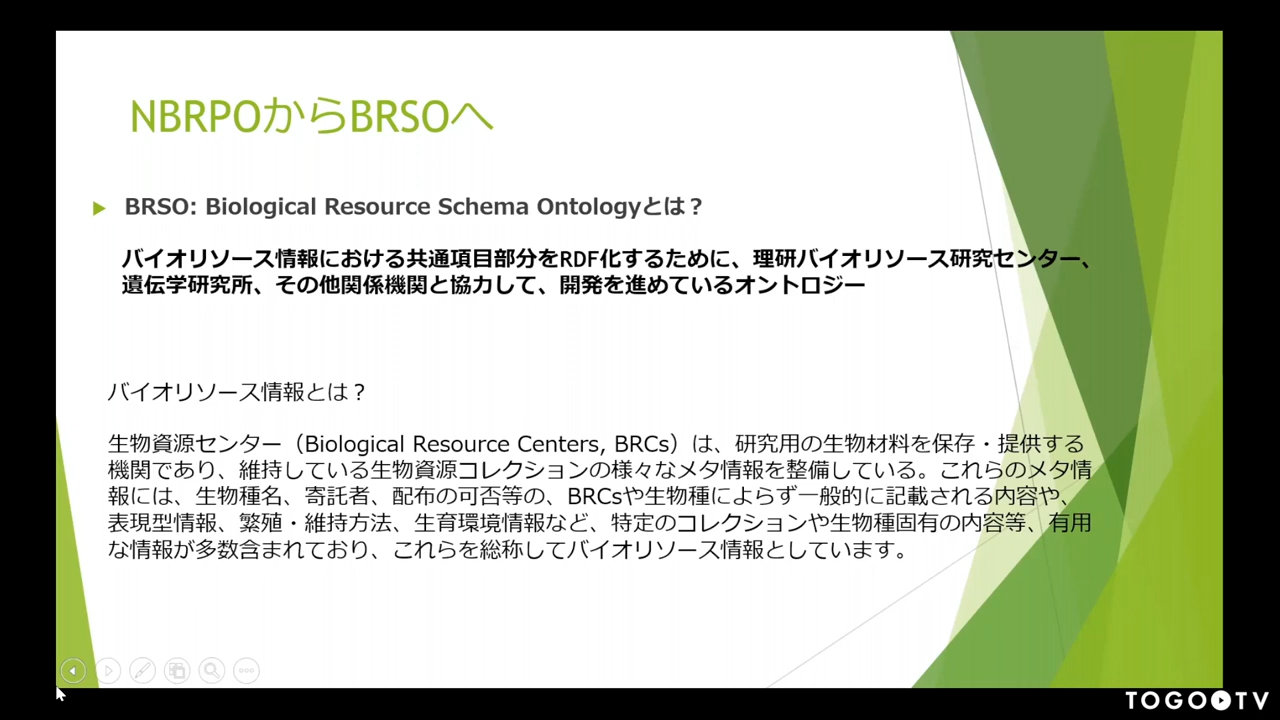 NBRPOからBRSOへ
BRSO: Biological Resource Schema Ontologyとは？
バイオリソース情報における共通項目部分をRDF化するために、理研バイオリソース研究センター、
遺伝学研究所、その他関係機関と協力して、開発を進めているオントロジー
バイオリソース情報とは？
生物資源センター（Biological Resource Centers, BRCs）は、研究用の生物材料を保存・提供する
機関であり、維持している生物資源コレクションの様々なメタ情報を整備している。これらのメタ情
報には、生物種名、寄託者、配布の可否等の、BRCsや生物種によらず一般的に記載される内容や、
表現型情報、繁殖・維持方法、生育環境情報など、特定のコレクションや生物種固有の内容等、有用
な情報が多数含まれており、これらを総称してバイオリソース情報としています。
TOGO TV